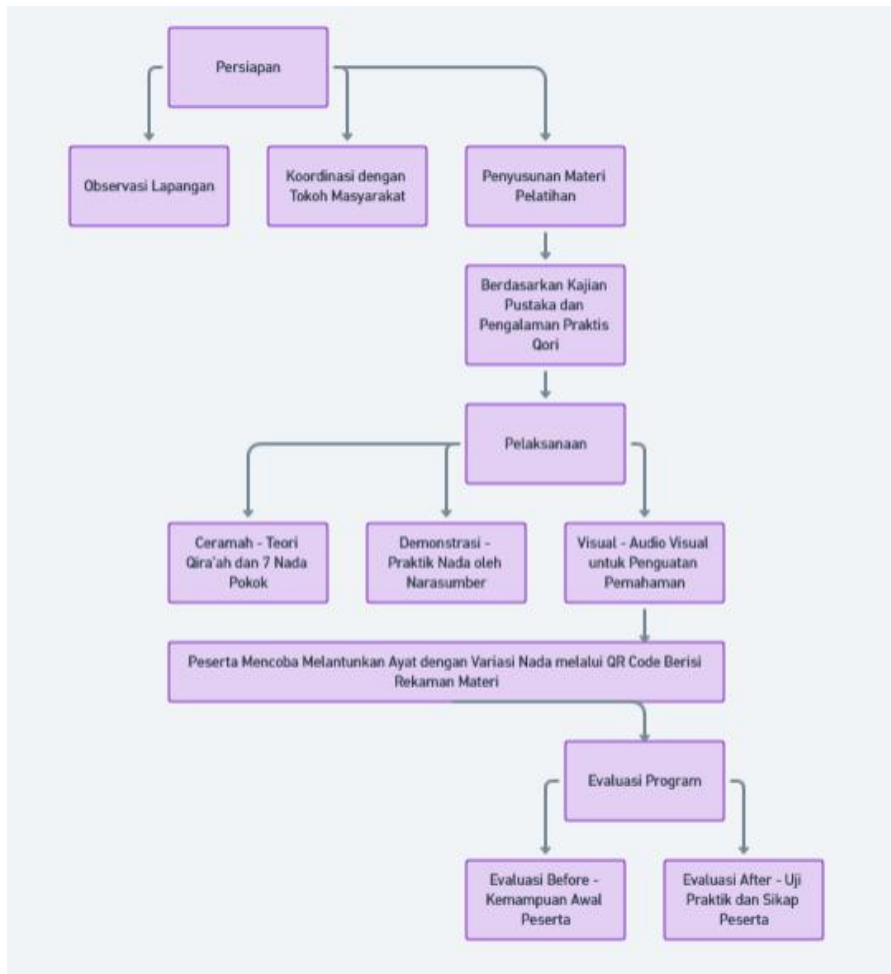 Persiapan
Observasi Lapangan
Koordinasi dengan
Tokoh Masyarakat
Penyusunan Materi
Pelatihan
Berdasarkan Kajian
Pustaka dan
Pengalaman Praktis
Qori
Pelaksanaan
Ceramah - Teori
Qira'ah dan 7 Nada
Pokok
Demonstrasi -
Praktik Nada oleh
Narasumber
Visual - Audio Visual
untuk Penguatan
Pemahaman
Peserta Mencoba Melantunkan Ayat dengan Variasi Nada melalui QR Code Berisi
Rekaman Materi
Evaluasi Program
Evaluasi Before -
Kemampuan Awal
Peserta
Evaluasi After - Uji
Praktik dan Sikap
Peserta